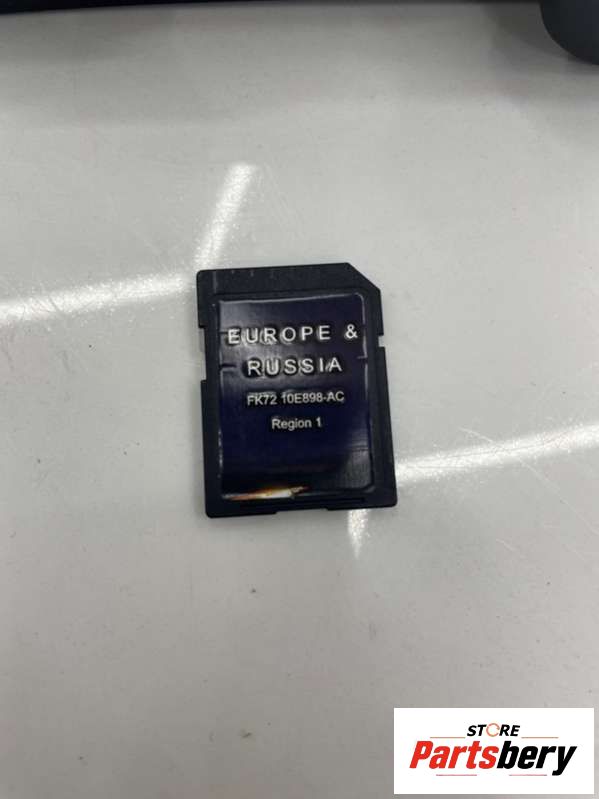 EUROPE &
RUSSIA
FK72 10E898-AC
Region 1
STORE
Partsbery